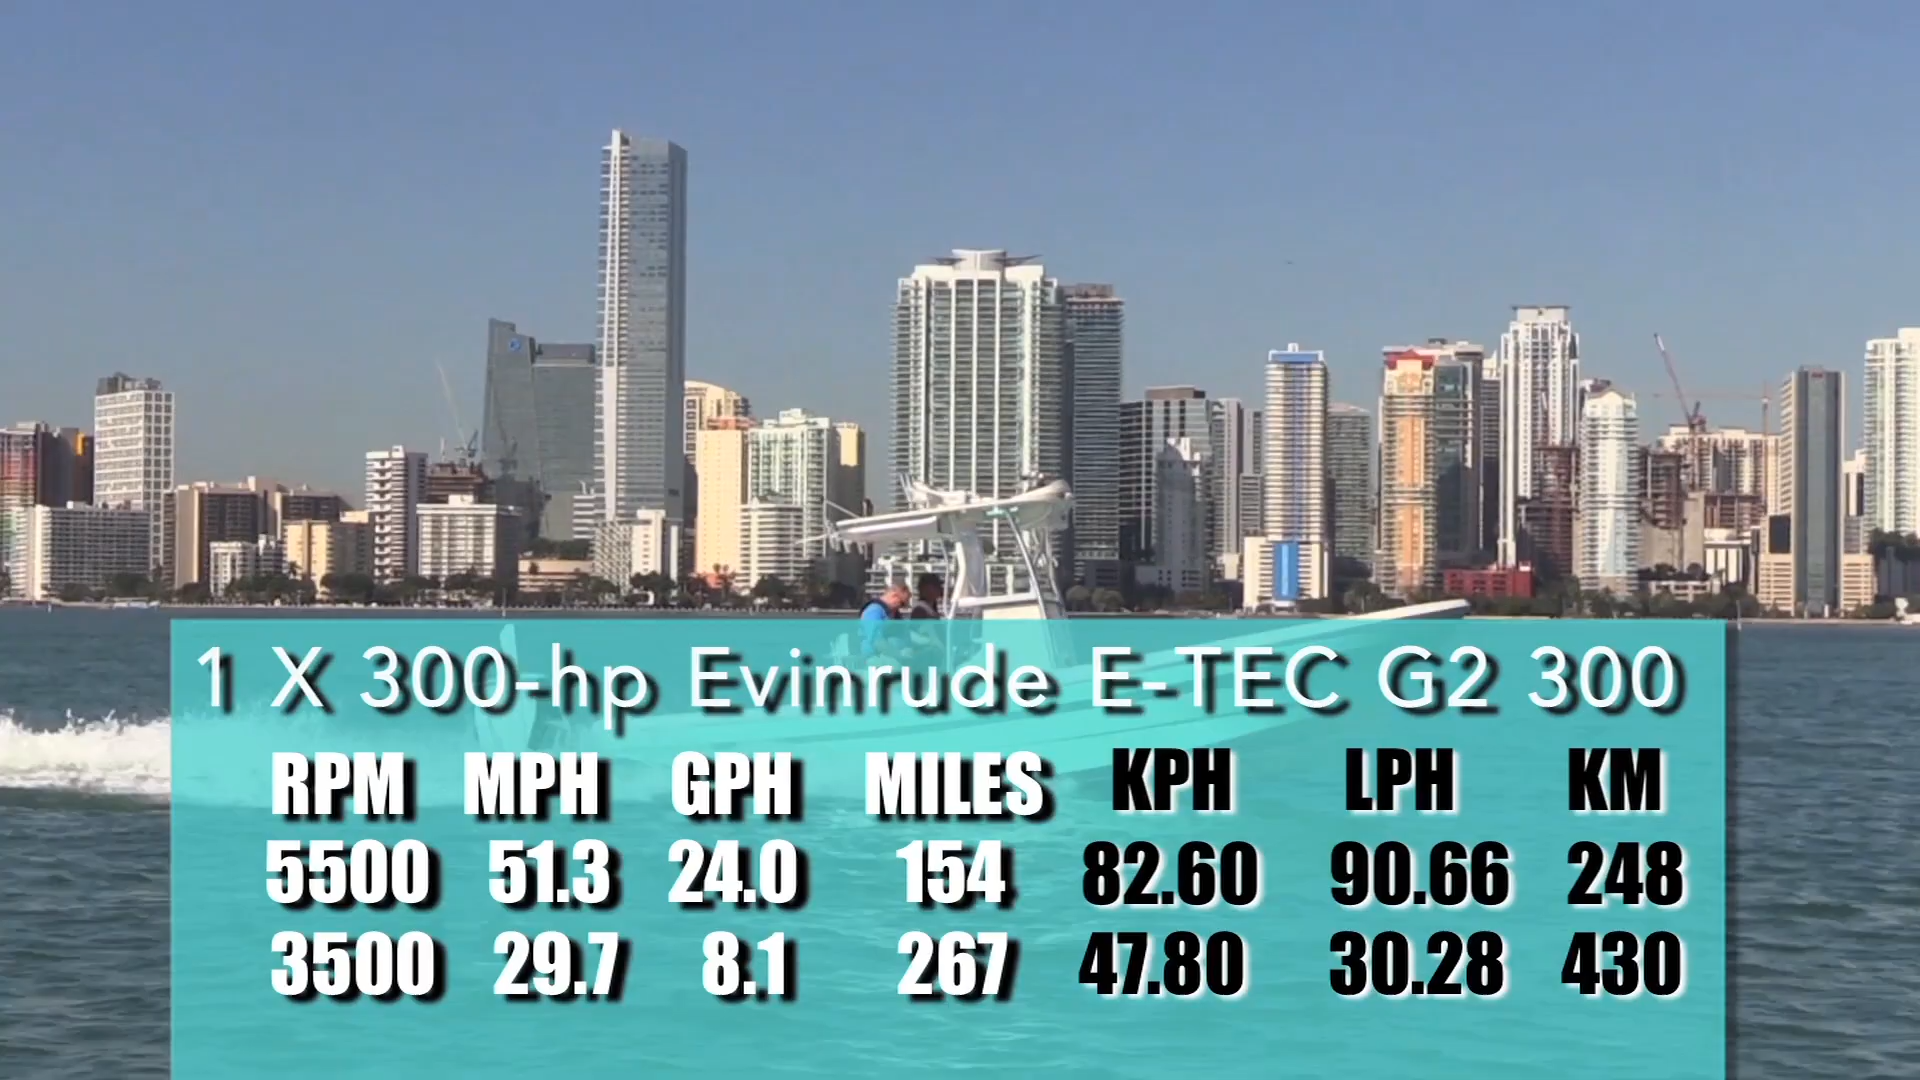 1 X 300-hp Evinrude E-TEC G2 300
RPM MPH GPH MILES KPH LPH KM
5500 51.3 24.0 154 82.60 90.66 248
3500 29.7 8.1 267 47.80 30.28 430